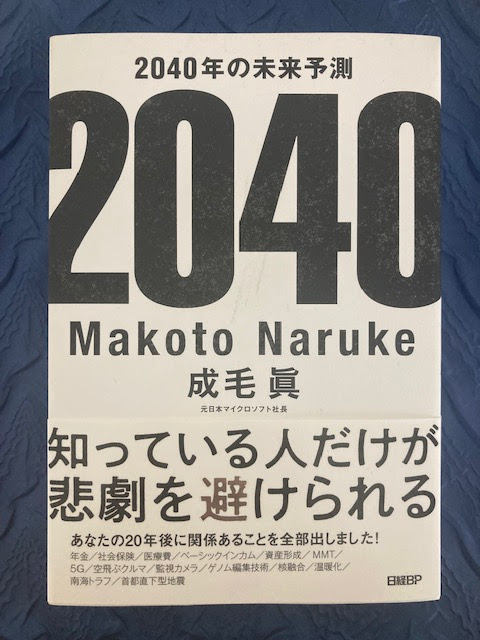 2040年の未来予測
2040
Makoto Naruke
成毛 眞
元日本マイクロソフト社長
知っている人だけが
悲劇を避けられる
あなたの20年後に関係あることを全部出しました!
年金／社会保険／医療費／ベーシックインカム／資産形成／MMT／
5G／空飛ぶクルマ／監視カメラ／ゲノム編集技術／核融合／温暖化／
南海トラフ／首都直下型地震
日経BP